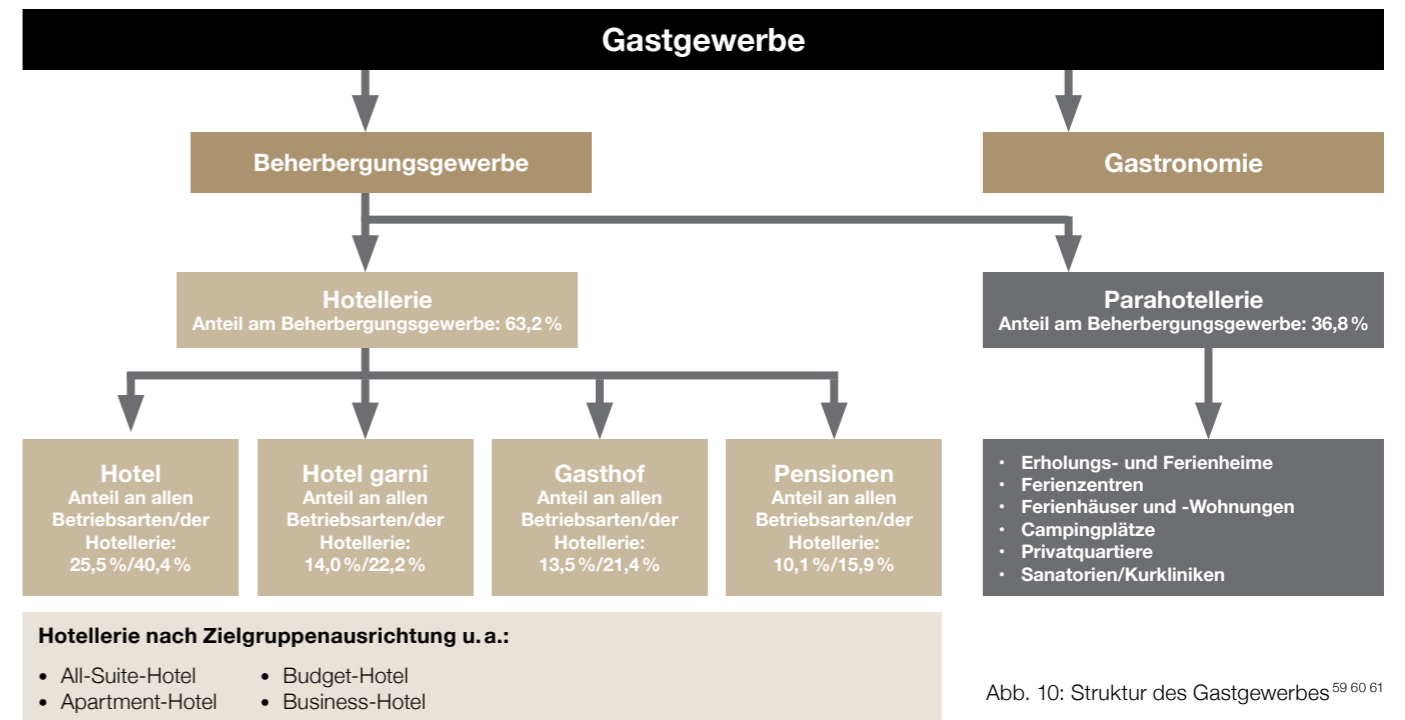 Gastgewerbe
Beherbergungsgewerbe
Gastronomie
Hotellerie
Anteil am Beherbergungsgewerbe: 63,2 %
Parahotellerie
Anteil am Beherbergungsgewerbe: 36,8 %
Hotel
Anteil an allen
Betriebsarten/der
Hotellerie:
25,5 %/40,4 %
Hotel garni
Anteil an allen
Betriebsarten/der
Hotellerie:
14,0 %/22,2 %
Gasthof
Anteil an allen
Betriebsarten/der
Hotellerie:
13,5 %/21,4 %
Pensionen
Anteil an allen
Betriebsarten/der
Hotellerie:
10,1 %/15,9 %
• Erholungs- und Ferienheime
• Ferienzentren
• Ferienhäuser und -Wohnungen
• Campingplätze
• Privatquartiere
• Sanatorien/Kurkliniken
Hotellerie nach Zielgruppenausrichtung u. a.:
• All-Suite-Hotel
• Apartment-Hotel
• Budget-Hotel
• Business-Hotel
Abb. 10: Struktur des Gastgewerbes 59 60 61